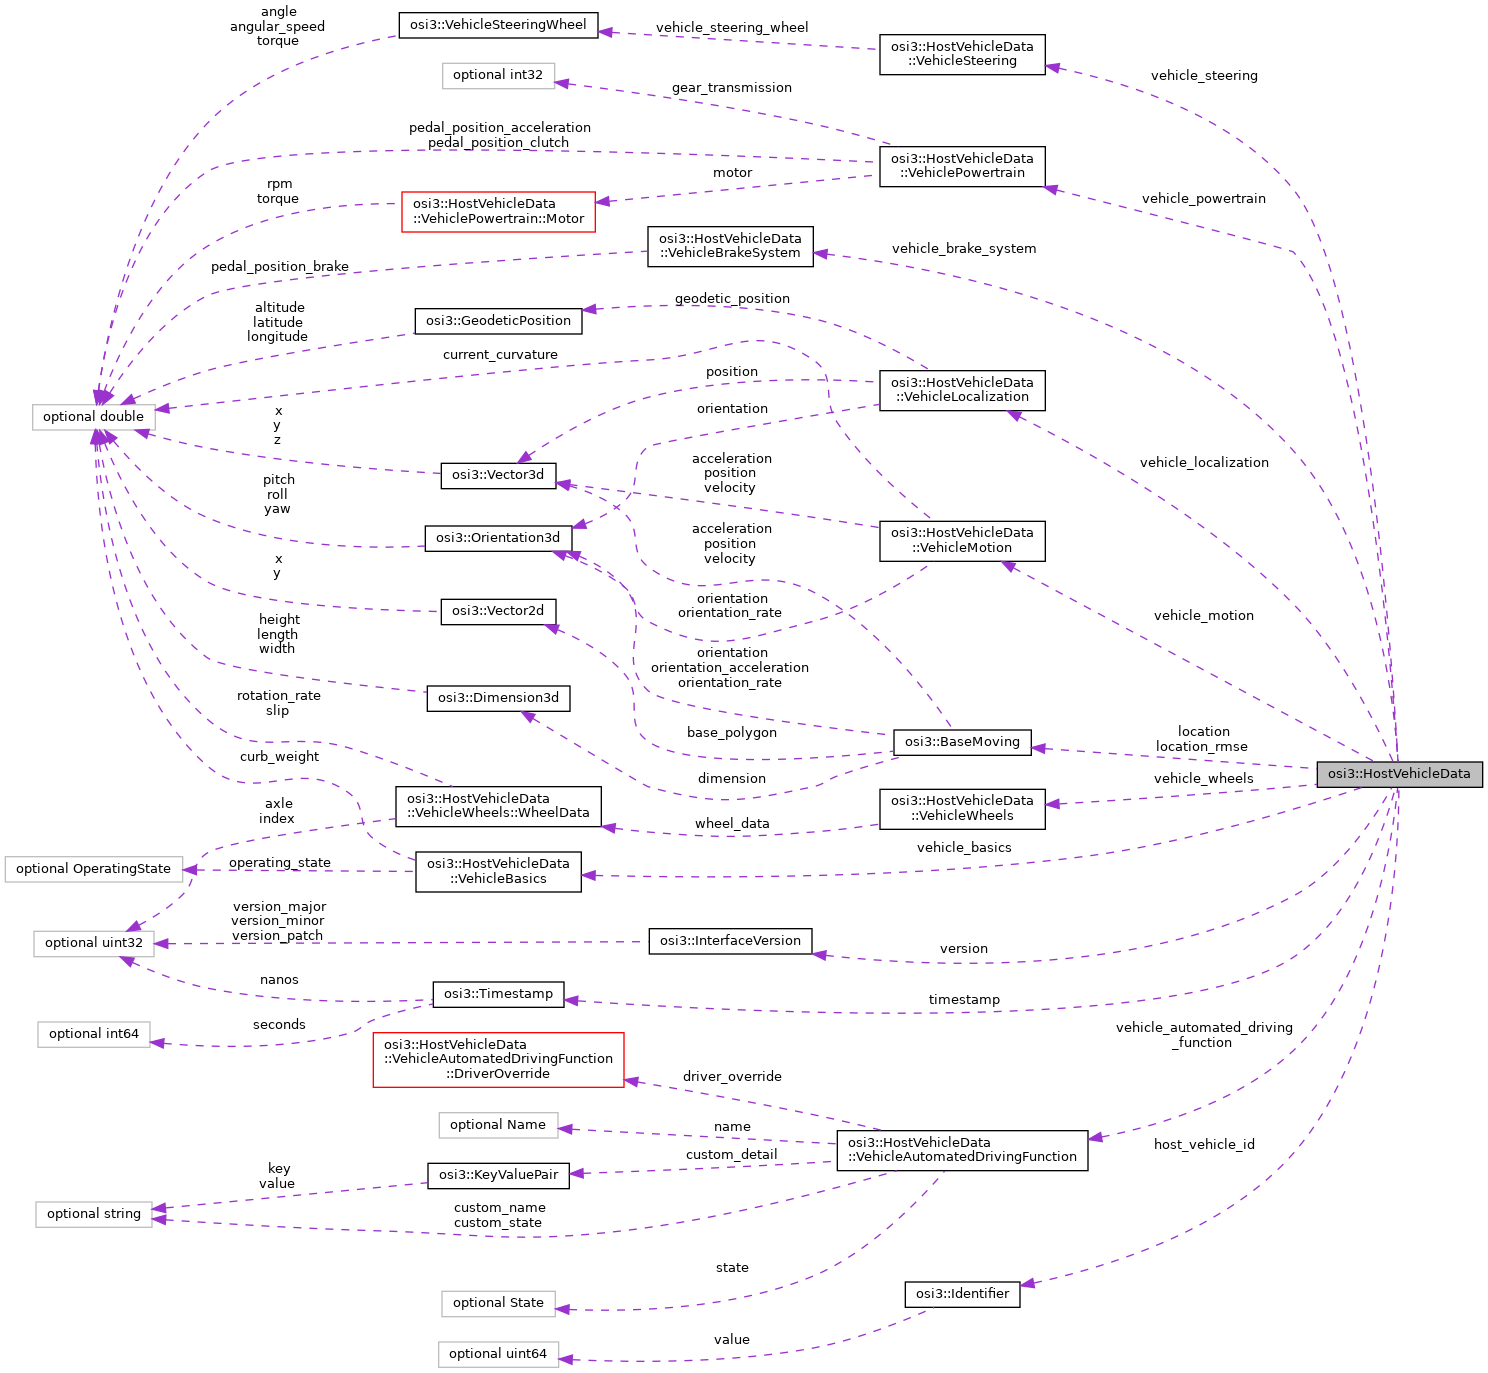 angle
angular_speed
torque
osi3::VehicleSteeringWheel
vehicle_steering_wheel
osi3::HostVehicleData
::VehicleSteering
vehicle_steering
optional int32
gear_transmission
pedal_position_acceleration
pedal_position_clutch
osi3::HostVehicleData
::VehiclePowertrain
motor
rpm
torque
osi3::HostVehicleData
::VehiclePowertrain::Motor
vehicle_powertrain
osi3::HostVehicleData
::VehicleBrakeSystem
vehicle_brake_system
pedal_position_brake
geodetic_position
altitude
latitude
longitude
osi3::GeodeticPosition
current_curvature
position
osi3::HostVehicleData
::VehicleLocalization
optional double
x
y
z
orientation
vehicle_localization
acceleration
position
velocity
osi3::Vector3d
pitch
roll
yaw
osi3::Orientation3d
acceleration
position
velocity
osi3::HostVehicleData
::VehicleMotion
x
y
osi3::Vector2d
orientation
orientation_rate
vehicle_motion
height
length
width
orientation
orientation_acceleration
orientation_rate
osi3::Dimension3d
rotation_rate
slip
base_polygon
osi3::BaseMoving
location
location_rmse
curb_weight
dimension
vehicle_wheels
osi3::HostVehicleData
axle
index
osi3::HostVehicleData
::VehicleWheels::WheelData
wheel_data
osi3::HostVehicleData
::VehicleWheels
vehicle_basics
optional OperatingState
operating_state
osi3::HostVehicleData
::VehicleBasics
version_major
version_minor
version_patch
optional uint32
osi3::InterfaceVersion
version
nanos
osi3::Timestamp
timestamp
optional int64
seconds
osi3::HostVehicleData
::VehicleAutomatedDrivingFunction
::DriverOverride
vehicle_automated_driving
_function
driver_override
optional Name
name
osi3::HostVehicleData
::VehicleAutomatedDrivingFunction
host_vehicle_id
custom_detail
key
value
osi3::KeyValuePair
optional string
custom_name
custom_state
state
optional State
osi3::Identifier
value
optional uint64